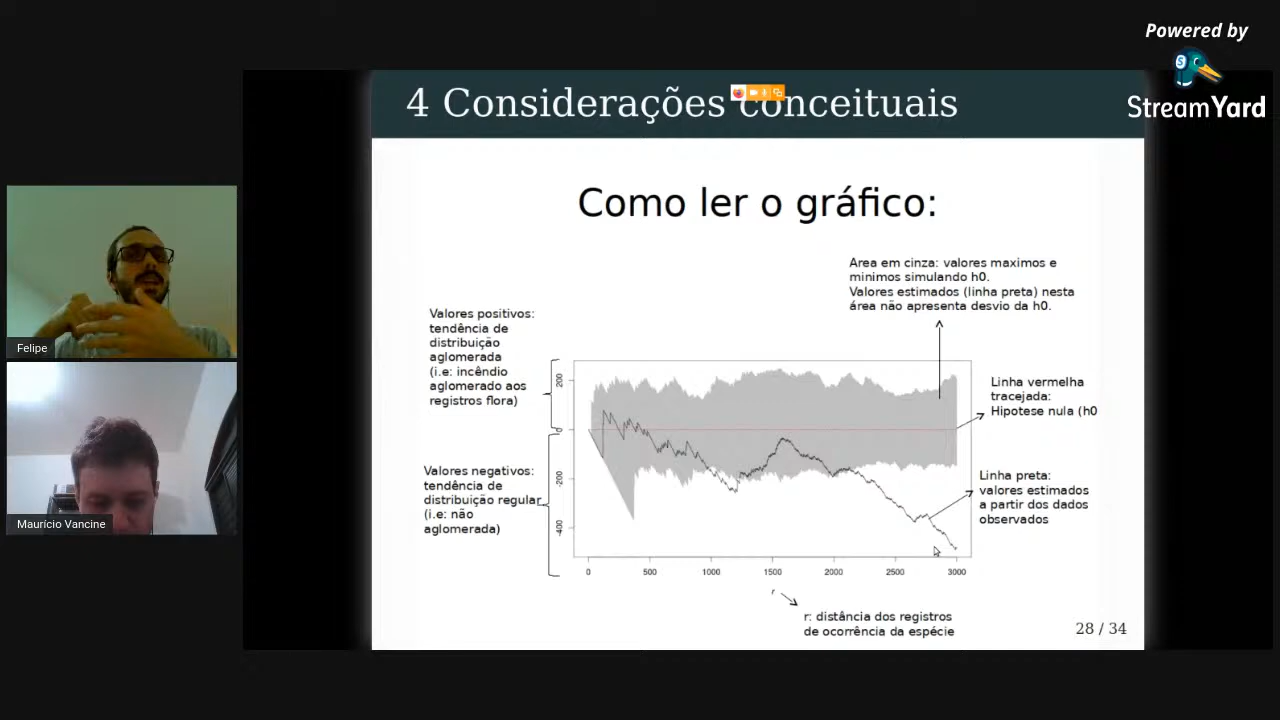 Powered by
StreamYard
4 Considerações conceituais
Como ler o gráfico:
Area em cinza: valores maximos e
minimos simulando h0.
Valores estimados (linha preta) nesta
área não apresenta desvio da h0.
Valores positivos:
tendência de
distribuição
aglomerada
(i.e: incêndio
aglomerado aos
registros flora)
Linha vermelha
tracejada:
Hipotese nula (h0
Valores negativos:
tendência de
distribuição regular
(i.e: não
aglomerada)
Linha preta:
valores estimados
a partir dos dados
observados
200
0
-200
-400
0 500 1000 1500 2000 2500 3000
r
r: distância dos registros
de ocorrência da espécie
28 / 34
Felipe
Maurício Vancine